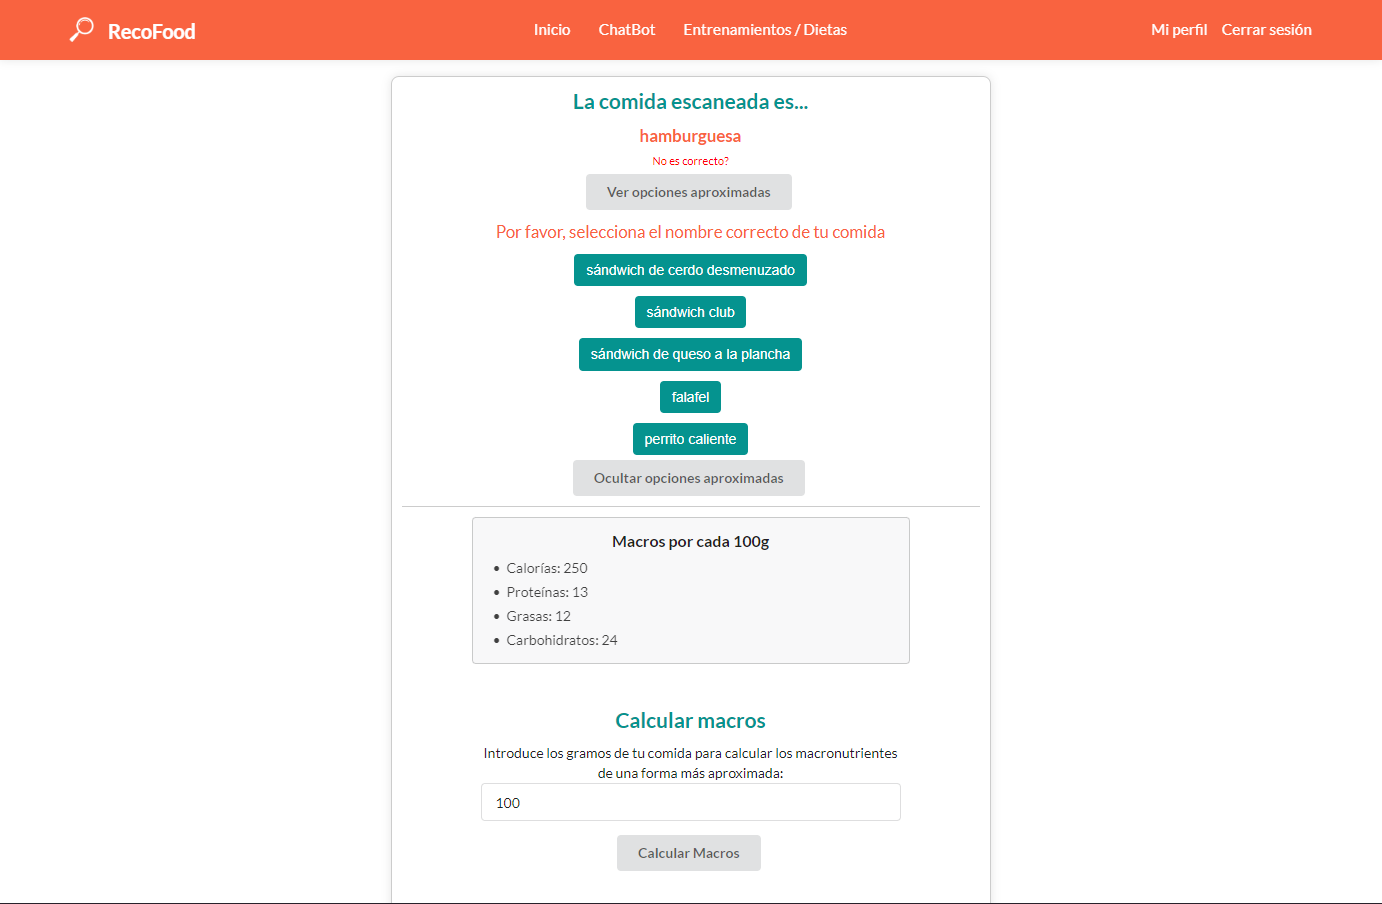 RecoFood
Inicio
ChatBot
Entrenamientos / Dietas
Mi perfil
Cerrar sesión
La comida escaneada es...
hamburguesa
No es correcto?
Ver opciones aproximadas
Por favor, selecciona el nombre correcto de tu comida
sándwich de cerdo desmenuzado
sándwich club
sándwich de queso a la plancha
falafel
perrito caliente
Ocultar opciones aproximadas
Macros por cada 100g
Calorías: 250
Proteínas: 13
Grasas: 12
Carbohidratos: 24
Calcular macros
Introduce los gramos de tu comida para calcular los macronutrientes
de una forma más aproximada:
100
Calcular Macros